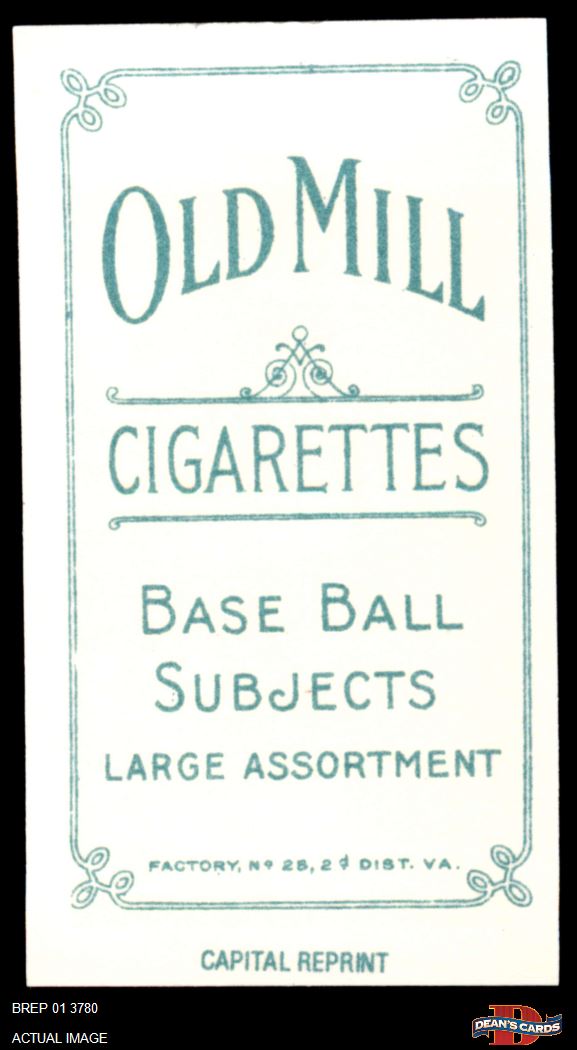 OLD MILL
CIGARETTES
BASE BALL
SUBJECTS
LARGE ASSORTMENT
FACTORY, Nº 25, 2d DIST. VA.
CAPITAL REPRINT
BREP 01 3780
ACTUAL IMAGE
DEAN'S CARDS